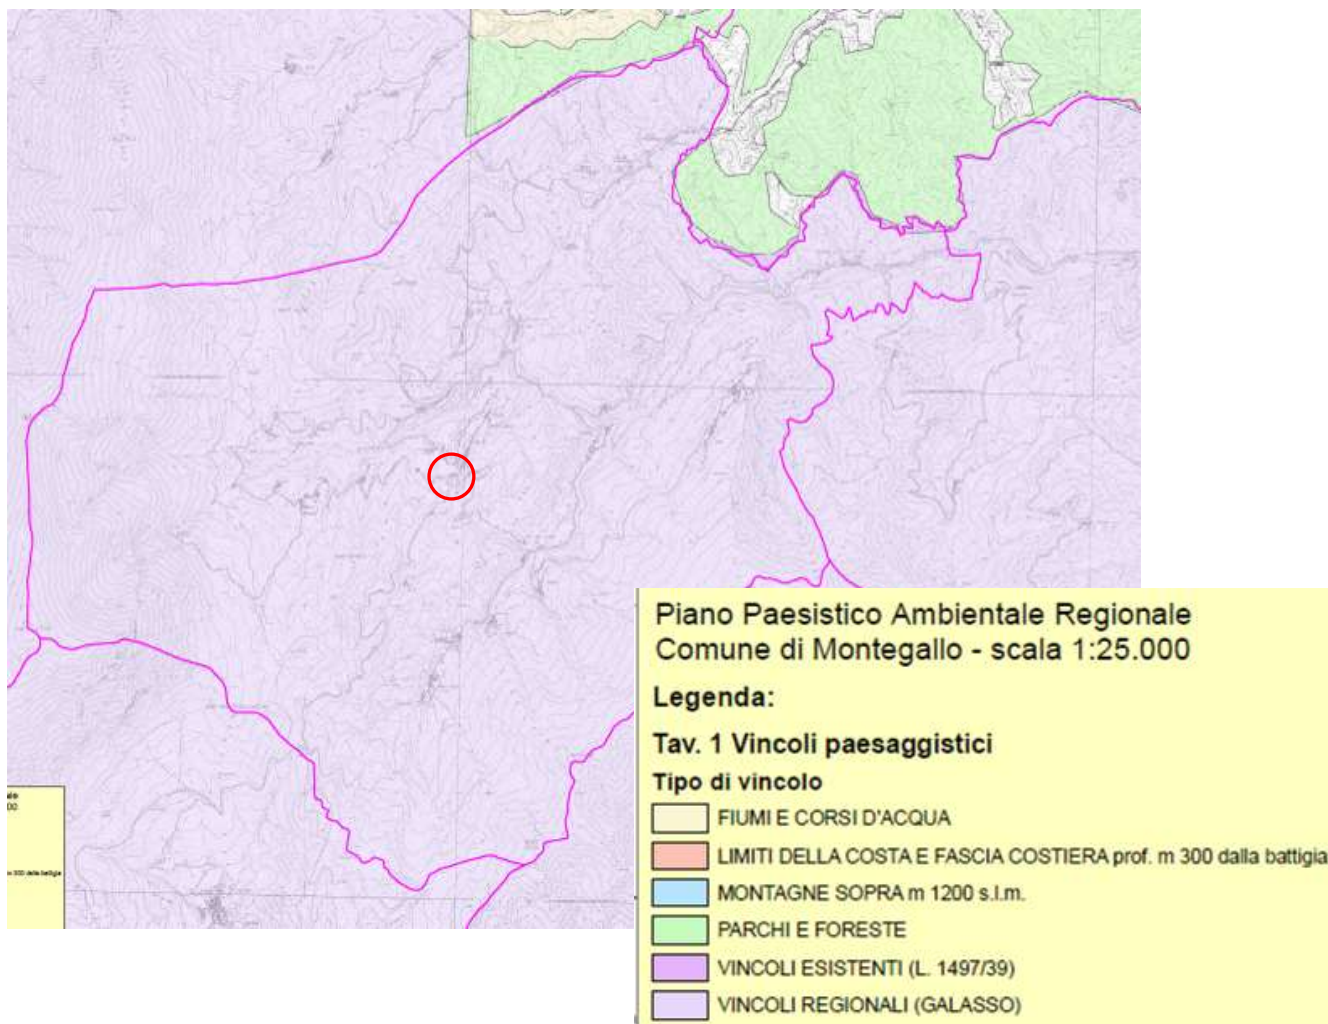 Piano Paesistico Ambientale Regionale
Comune di Montegallo - scala 1:25.000
Legenda:
Tav. 1 Vincoli paesaggistici
Tipo di vincolo
FIUMI E CORSI D'ACQUA
LIMITI DELLA COSTA E FASCIA COSTIERA prof. m 300 dalla battigia
MONTAGNE SOPRA m 1200 s.l.m.
PARCHI E FORESTE
VINCOLI ESISTENTI (L. 1497/39)
VINCOLI REGIONALI (GALASSO)